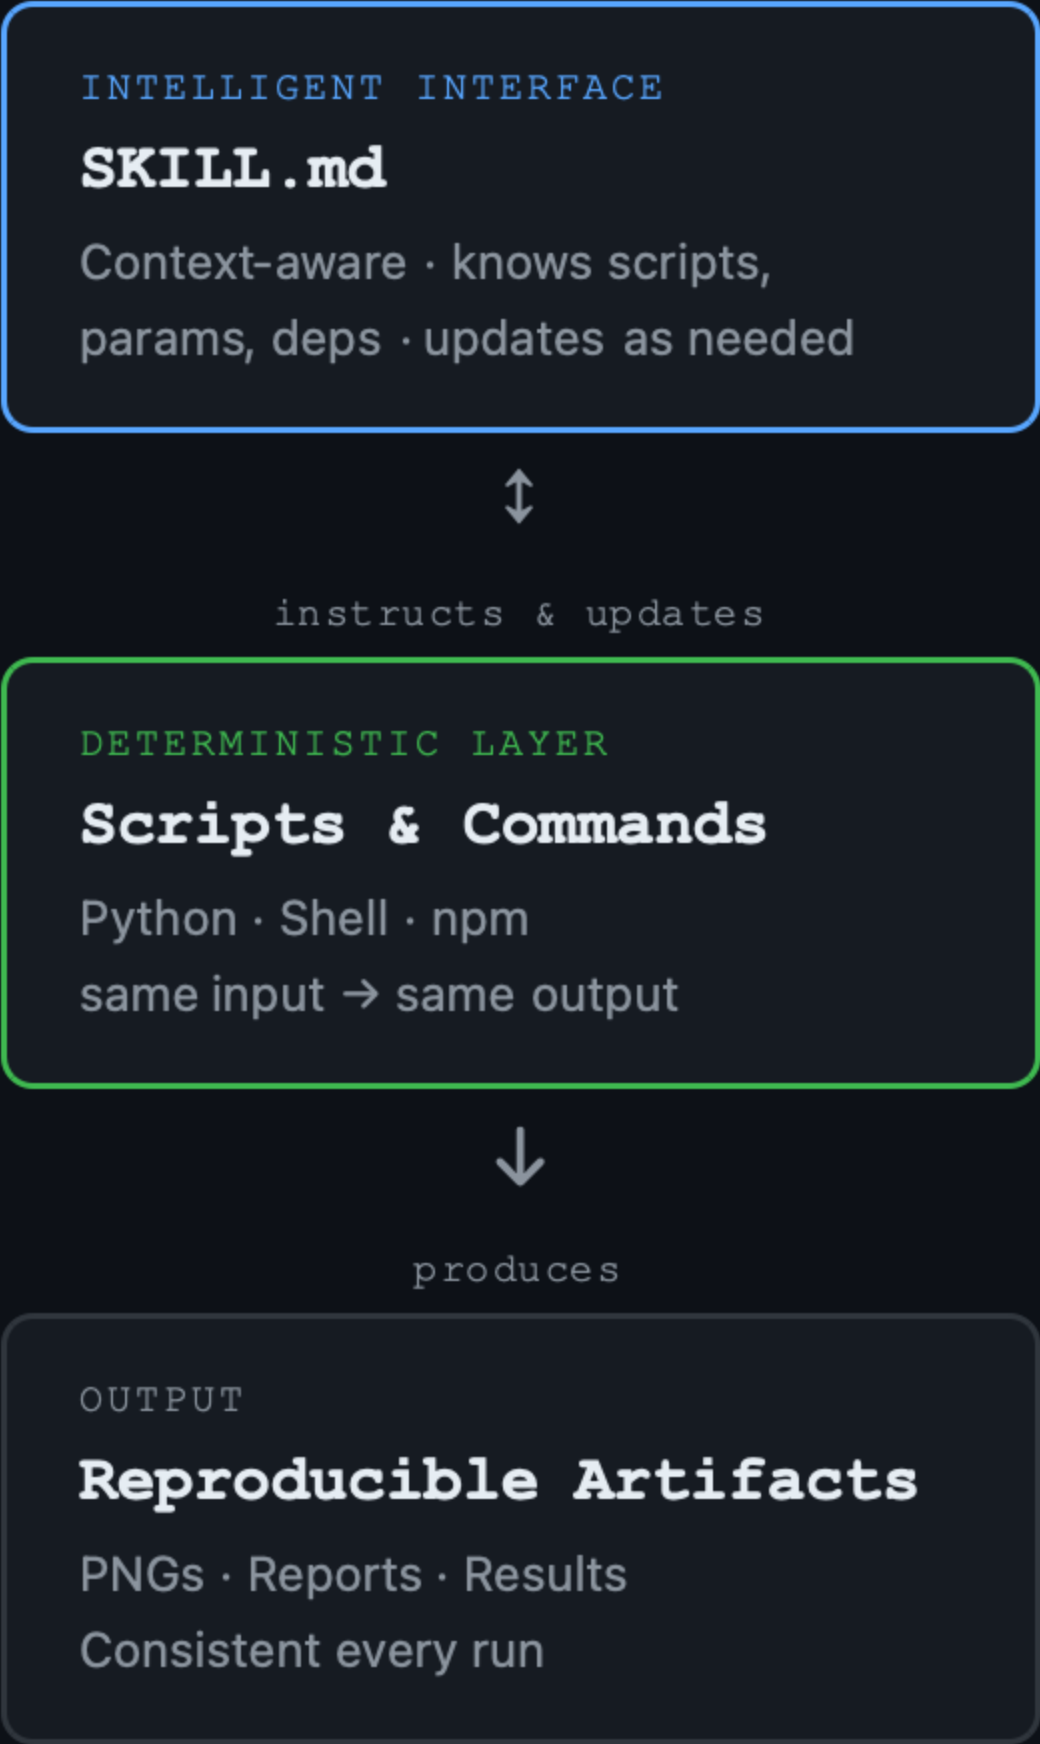 INTELLIGENT INTERFACE
SKILL.md
Context-aware · knows scripts,
params, deps · updates as needed
↕
instructs & updates
DETERMINISTIC LAYER
Scripts & Commands
Python · Shell · npm
same input → same output
↓
produces
OUTPUT
Reproducible Artifacts
PNGs · Reports · Results
Consistent every run